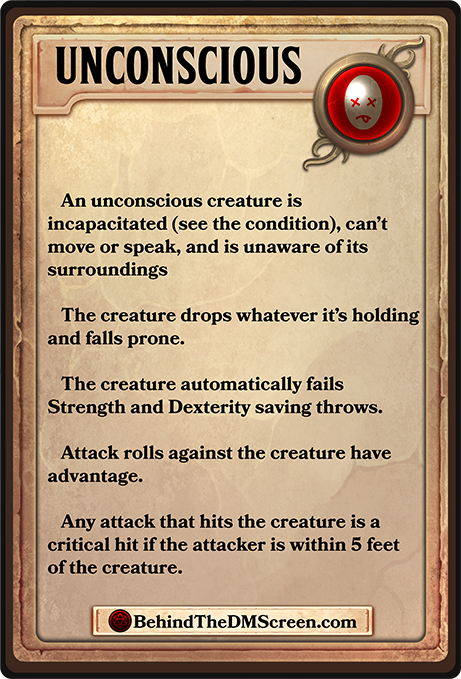 UNCONSCIOUS
An unconscious creature is
incapacitated (see the condition), can't
move or speak, and is unaware of its
surroundings
The creature drops whatever it's holding
and falls prone.
The creature automatically fails
Strength and Dexterity saving throws.
Attack rolls against the creature have
advantage.
Any attack that hits the creature is a
critical hit if the attacker is within 5 feet
of the creature.
BehindTheDMScreen.com